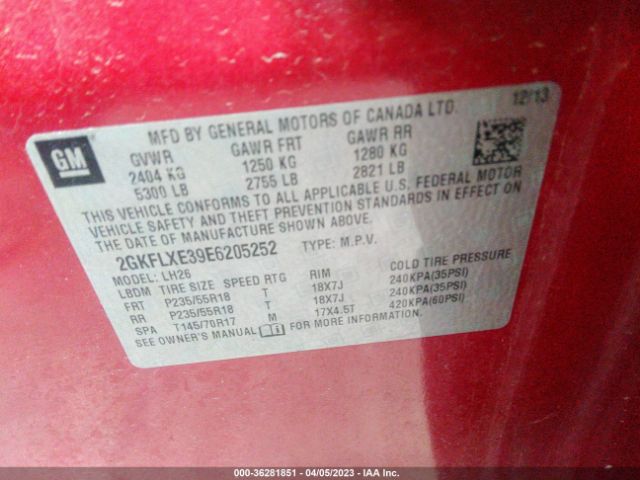 12/13
MFD BY GENERAL MOTORS OF CANADA LTD.
GM
GVWR GAWR FRT GAWR RR
2404 KG 1250 KG 1280 KG
5300 LB 2755 LB 2821 LB
THIS VEHICLE CONFORMS TO ALL APPLICABLE U.S. FEDERAL MOTOR
VEHICLE SAFETY AND THEFT PREVENTION STANDARDS IN EFFECT ON
THE DATE OF MANUFACTURE SHOWN ABOVE.
2GKFLXE39E6205252 TYPE: M.P.V.
MODEL: LH26
LBDM TIRE SIZE SPEED RTG RIM COLD TIRE PRESSURE
FRT P235/55R18 T 18X7J 240KPA(35PSI)
RR P235/55R18 T 18X7J 240KPA(35PSI)
SPA T145/70R17 M 17X4.5T 420KPA(60PSI)
SEE OWNER'S MANUAL FOR MORE INFORMATION.
000-36281851 | 04/05/2023 | IAA Inc.